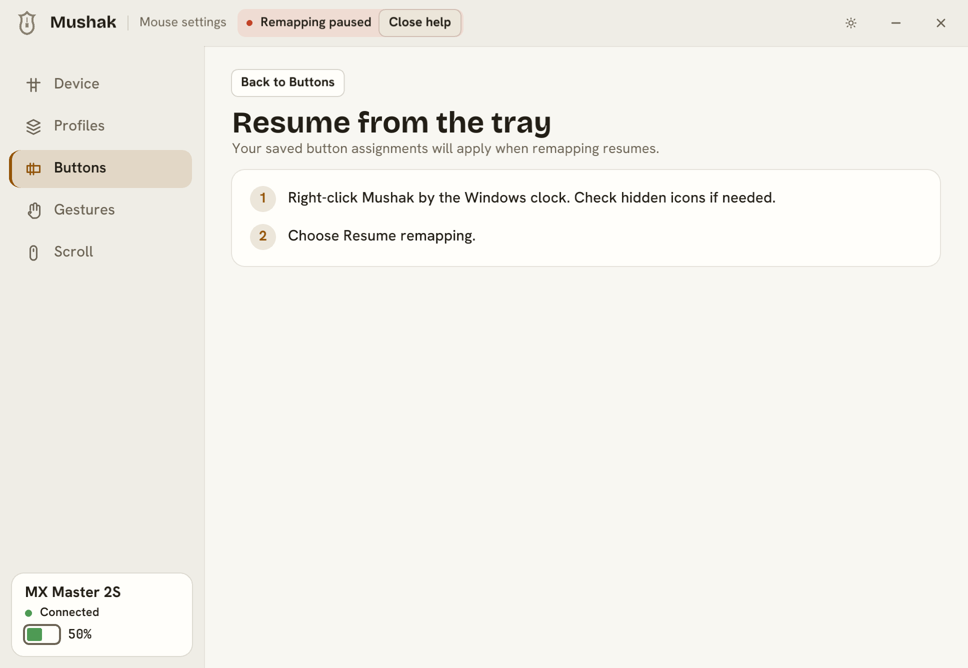 Mushak
Mouse settings
Remapping paused
Close help
Device
Profiles
Buttons
Gestures
Scroll
Back to Buttons
Resume from the tray
Your saved button assignments will apply when remapping resumes.
1 Right-click Mushak by the Windows clock. Check hidden icons if needed.
2 Choose Resume remapping.
MX Master 2S
Connected
50%